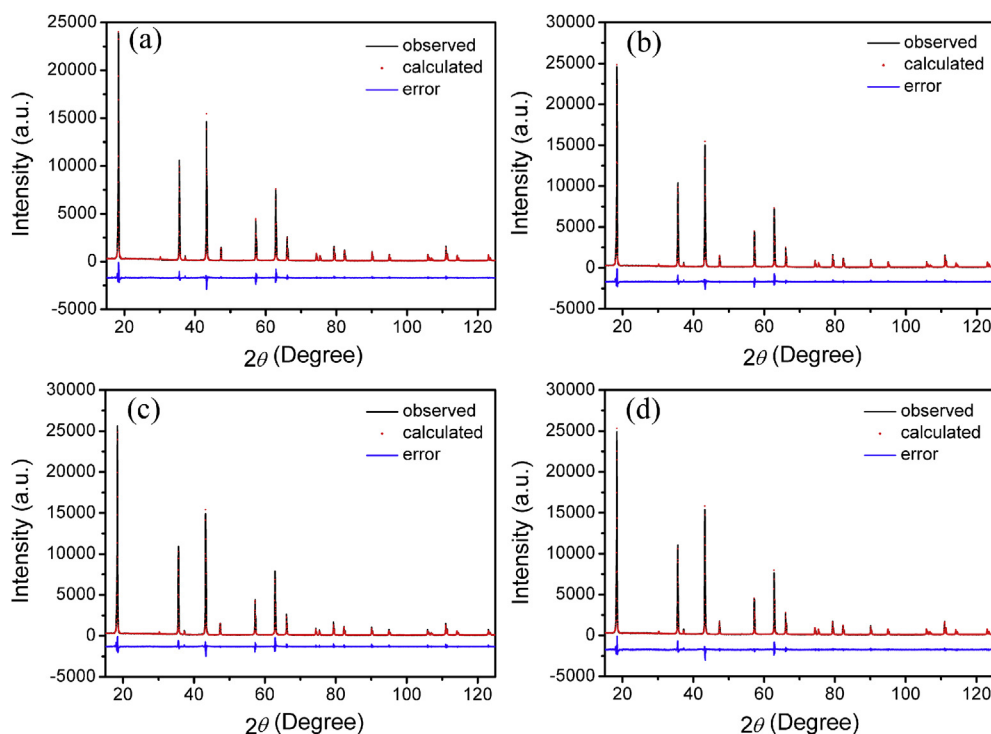 (a)
observed
calculated
error
Intensity (a.u.)
25000
20000
15000
10000
5000
0
-5000
20 40 60 80 100 120
2θ (Degree)
(b)
observed
calculated
error
Intensity (a.u.)
30000
25000
20000
15000
10000
5000
0
-5000
20 40 60 80 100 120
2θ (Degree)
(c)
observed
calculated
error
Intensity (a.u.)
30000
25000
20000
15000
10000
5000
0
-5000
20 40 60 80 100 120
2θ (Degree)
(d)
observed
calculated
error
Intensity (a.u.)
30000
25000
20000
15000
10000
5000
0
-5000
20 40 60 80 100 120
2θ (Degree)